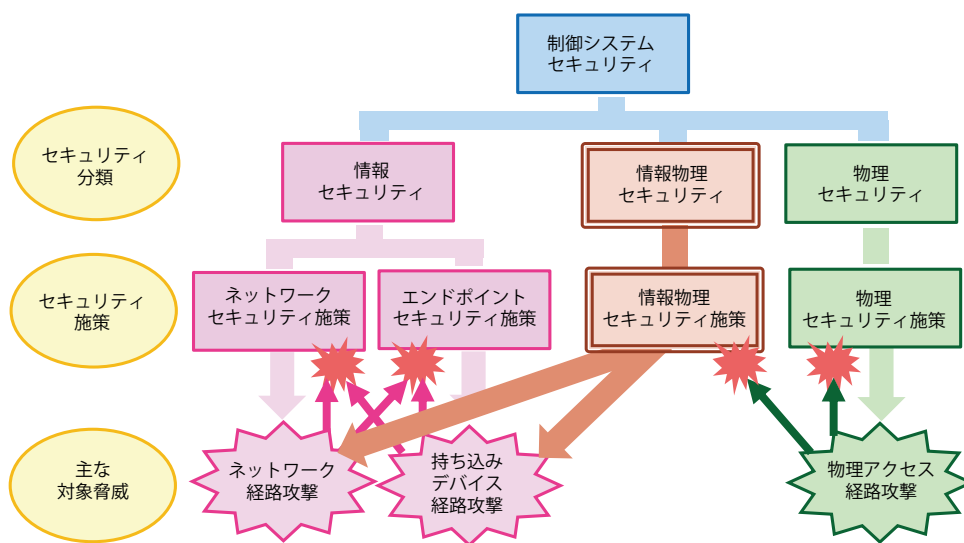 制御システム
セキュリティ
セキュリティ
分類
情報
セキュリティ
情報物理
セキュリティ
物理
セキュリティ
セキュリティ
施策
ネットワーク
セキュリティ施策
エンドポイント
セキュリティ施策
情報物理
セキュリティ施策
物理
セキュリティ施策
主な
対象脅威
ネットワーク
経路攻撃
持ち込み
デバイス
経路攻撃
物理アクセス
経路攻撃